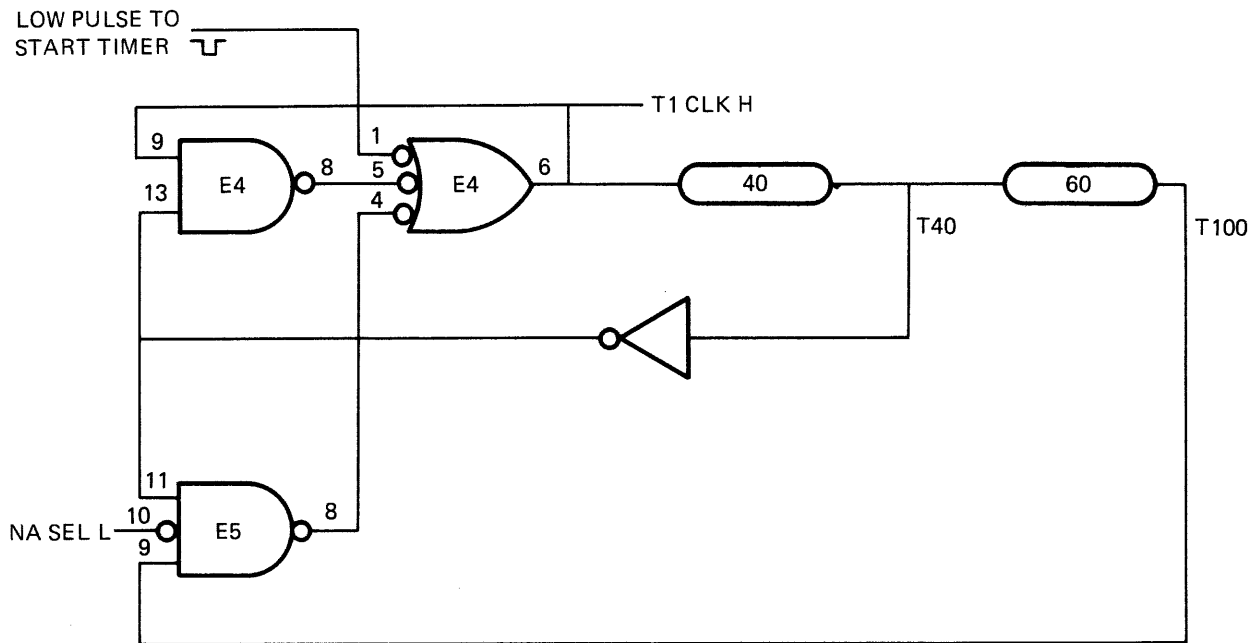 LOW PULSE TO
START TIMER
T1 CLK H
9
13
E4
8
1
5
4
E4
6
40
60
T40
T100
11
NA SEL L
10
9
E5
8